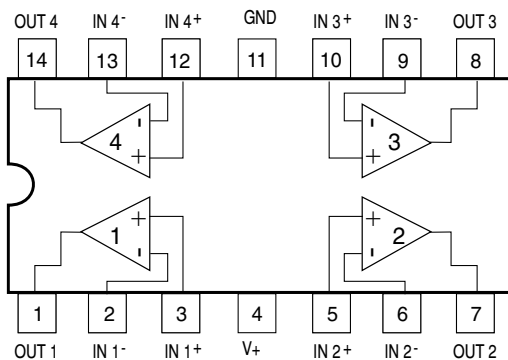 OUT 4 IN 4- IN 4+ GND IN 3+ IN 3- OUT 3
14 13 12 11 10 9 8
- -
4 3
+ +
+ +
1 2
- -
1 2 3 4 5 6 7
OUT 1 IN 1- IN 1+ V+ IN 2+ IN 2- OUT 2